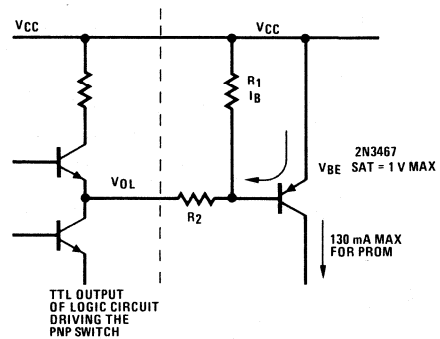 VCC
VCC
R1
IB
VOL
R2
2N3467
VBE SAT = 1 V MAX
130 mA MAX
FOR PROM
TTL OUTPUT
OF LOGIC CIRCUIT
DRIVING THE
PNP SWITCH